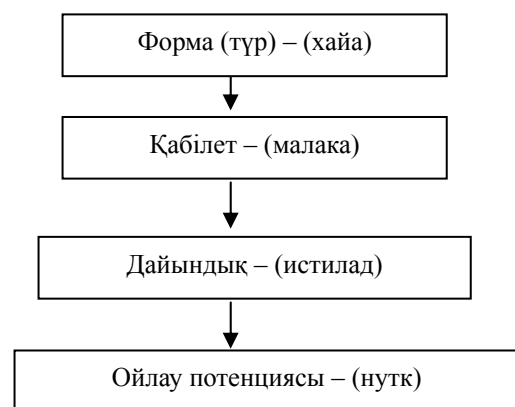 Форма (түр) – (хайа)
Қабілет – (малака)
Дайындық – (истилад)
Ойлау потенциясы – (нутк)